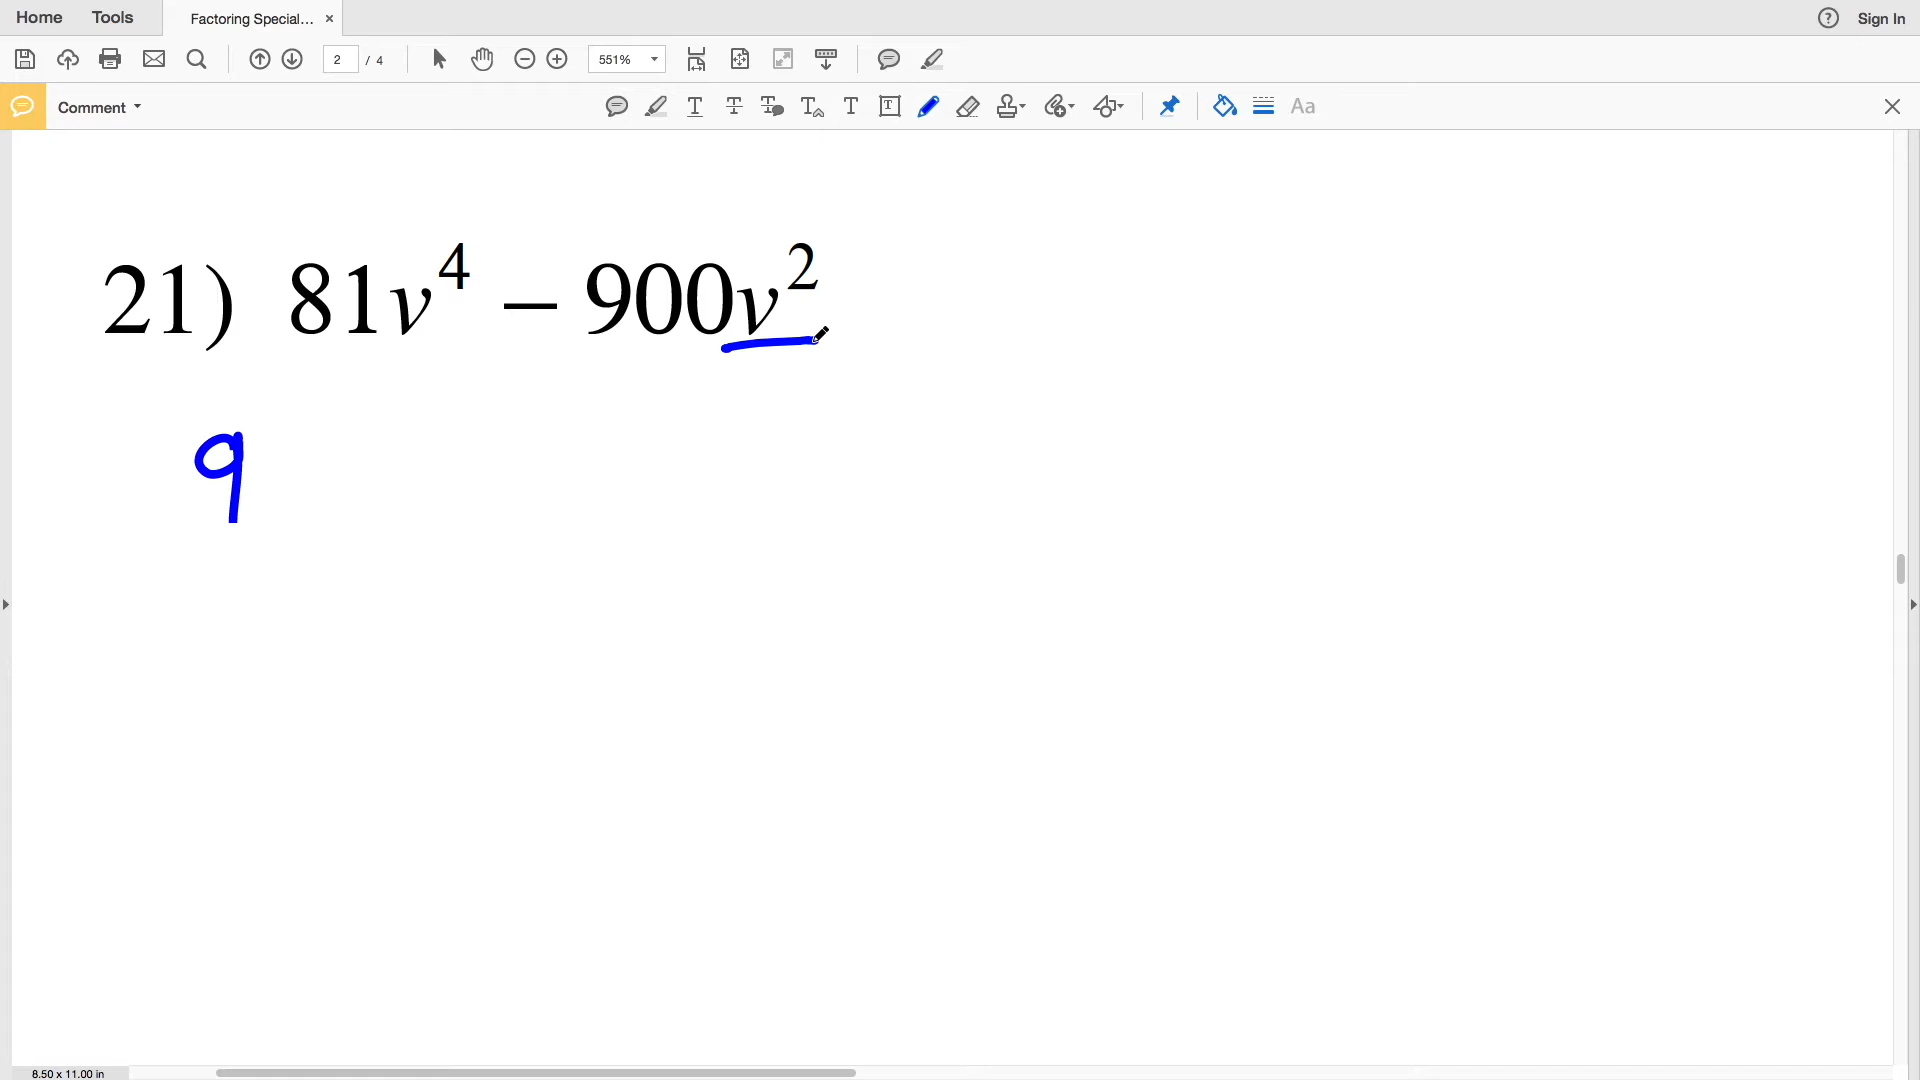 Home Tools Factoring Special... × Sign In
2 / 4 551%
Comment Aa
21) 81v⁴ – 900v²
9
8.50 x 11.00 in